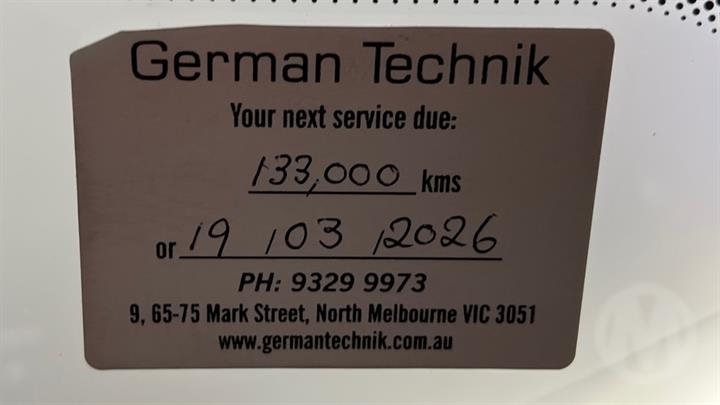 German Technik
Your next service due:
133,000 kms
or 19 / 03 / 2026
PH: 9329 9973
9, 65-75 Mark Street, North Melbourne VIC 3051
www.germantechnik.com.au
M